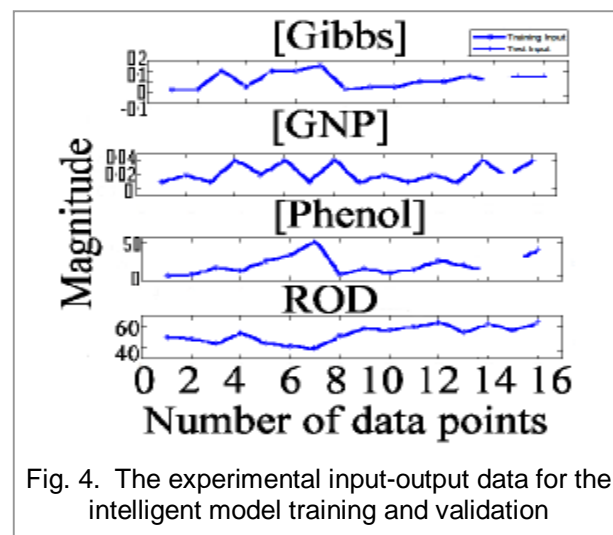 [Gibbs]
Training Input
Test Input
0.2
0.1
0
-0.1
[GNP]
0.04
0.02
0
[Phenol]
50
0
ROD
60
40
Magnitude
0 2 4 6 8 10 12 14 16
Number of data points
Fig. 4. The experimental input-output data for the
intelligent model training and validation